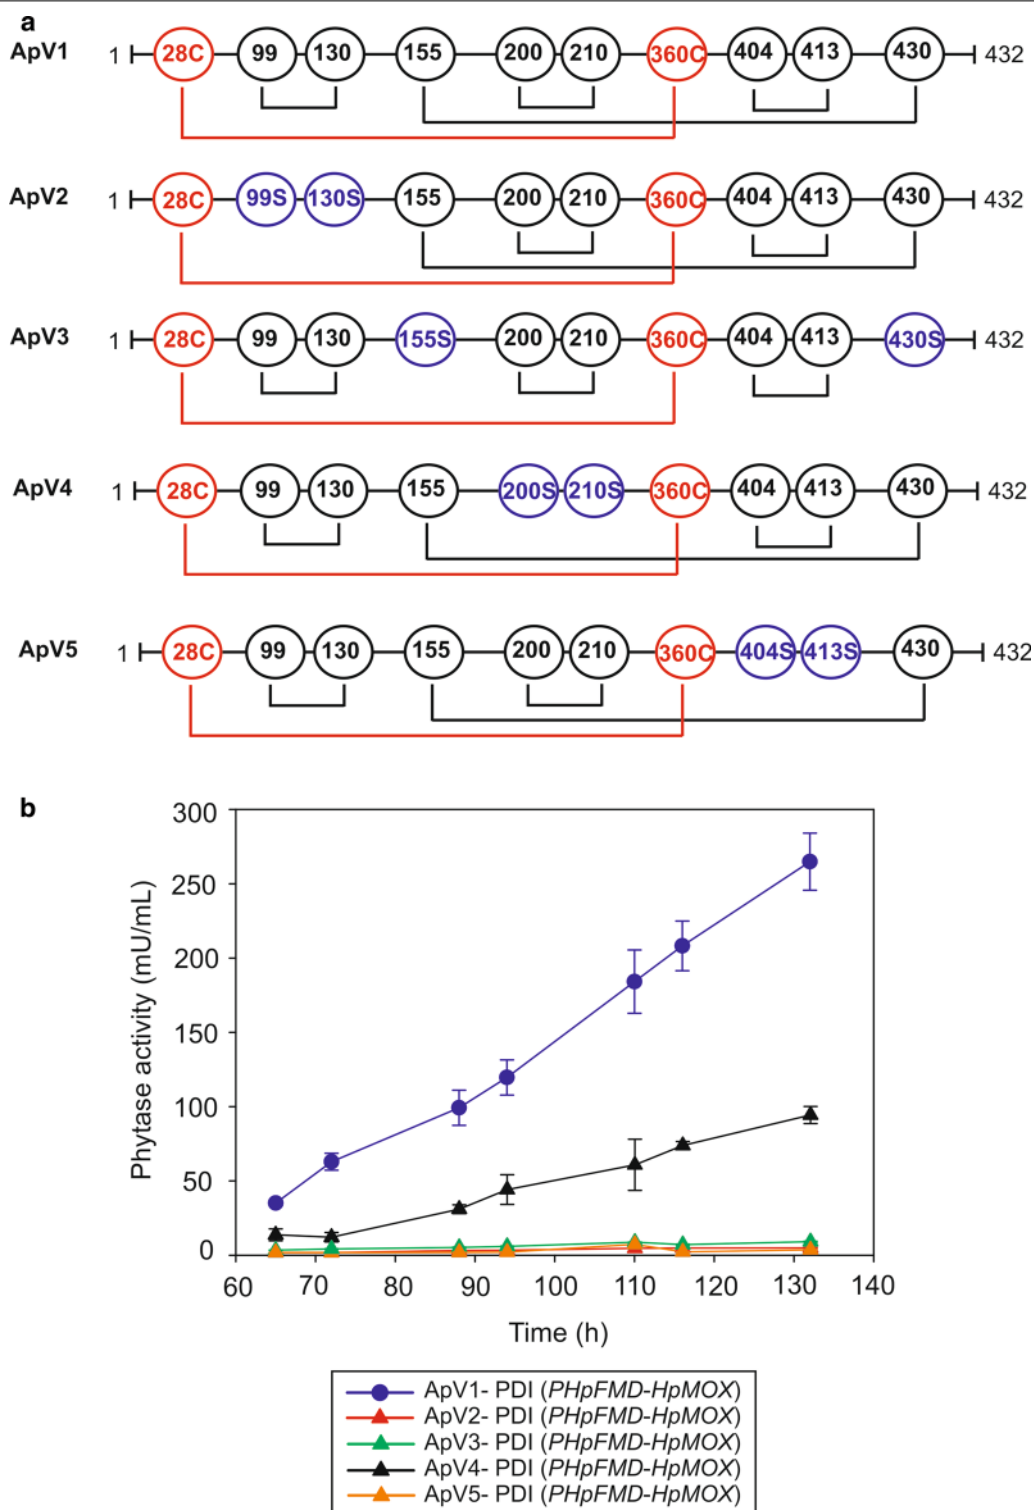 a
ApV1 1 28C 99 130 155 200 210 360C 404 413 430 432
ApV2 1 28C 99S 130S 155 200 210 360C 404 413 430 432
ApV3 1 28C 99 130 155S 200 210 360C 404 413 430S 432
ApV4 1 28C 99 130 155 200S 210S 360C 404 413 430 432
ApV5 1 28C 99 130 155 200 210 360C 404S 413S 430 432
b
Phytase activity (mU/mL)
300
250
200
150
100
50
0
60 70 80 90 100 110 120 130 140
Time (h)
ApV1- PDI (PHpFMD-HpMOX)
ApV2- PDI (PHpFMD-HpMOX)
ApV3- PDI (PHpFMD-HpMOX)
ApV4- PDI (PHpFMD-HpMOX)
ApV5- PDI (PHpFMD-HpMOX)